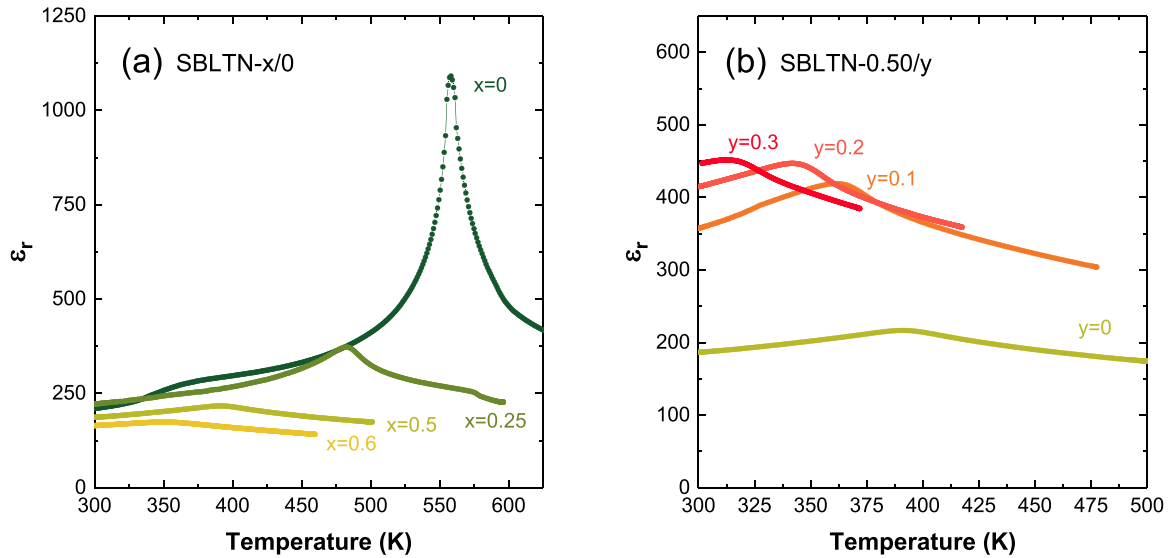 (a) SBLTN-x/0
1250
1000
750
500
250
0
εr
x=0
x=0.25
x=0.5
x=0.6
300 350 400 450 500 550 600
Temperature (K)
(b) SBLTN-0.50/y
600
500
400
300
200
100
0
εr
y=0.3
y=0.2
y=0.1
y=0
300 325 350 375 400 425 450 475 500
Temperature (K)